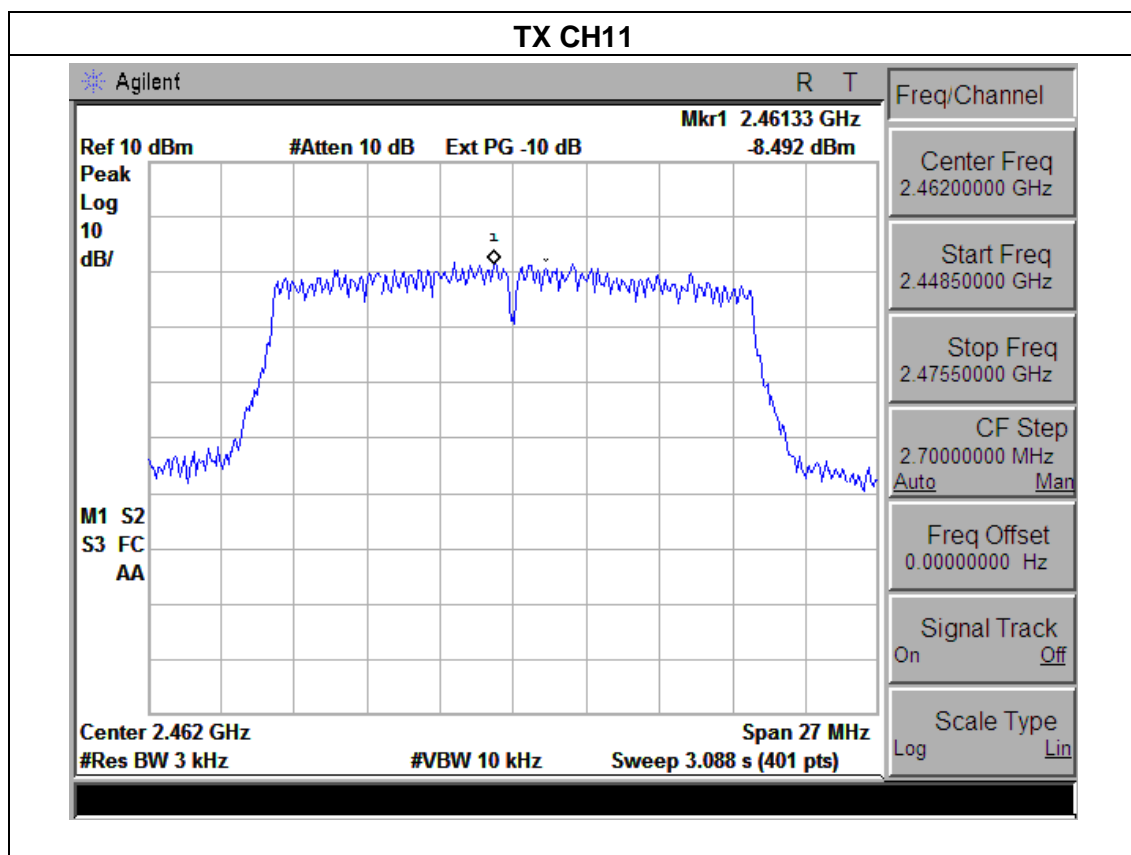 TX CH11
Agilent R T
Mkr1 2.46133 GHz
Ref 10 dBm #Atten 10 dB Ext PG -10 dB -8.492 dBm
Peak
Log
10
dB/
1
M1 S2
S3 FC
AA
Center 2.462 GHz Span 27 MHz
#Res BW 3 kHz #VBW 10 kHz Sweep 3.088 s (401 pts)
Freq/Channel
Center Freq
2.46200000 GHz
Start Freq
2.44850000 GHz
Stop Freq
2.47550000 GHz
CF Step
2.70000000 MHz
Auto Man
Freq Offset
0.00000000 Hz
Signal Track
On Off
Scale Type
Log Lin